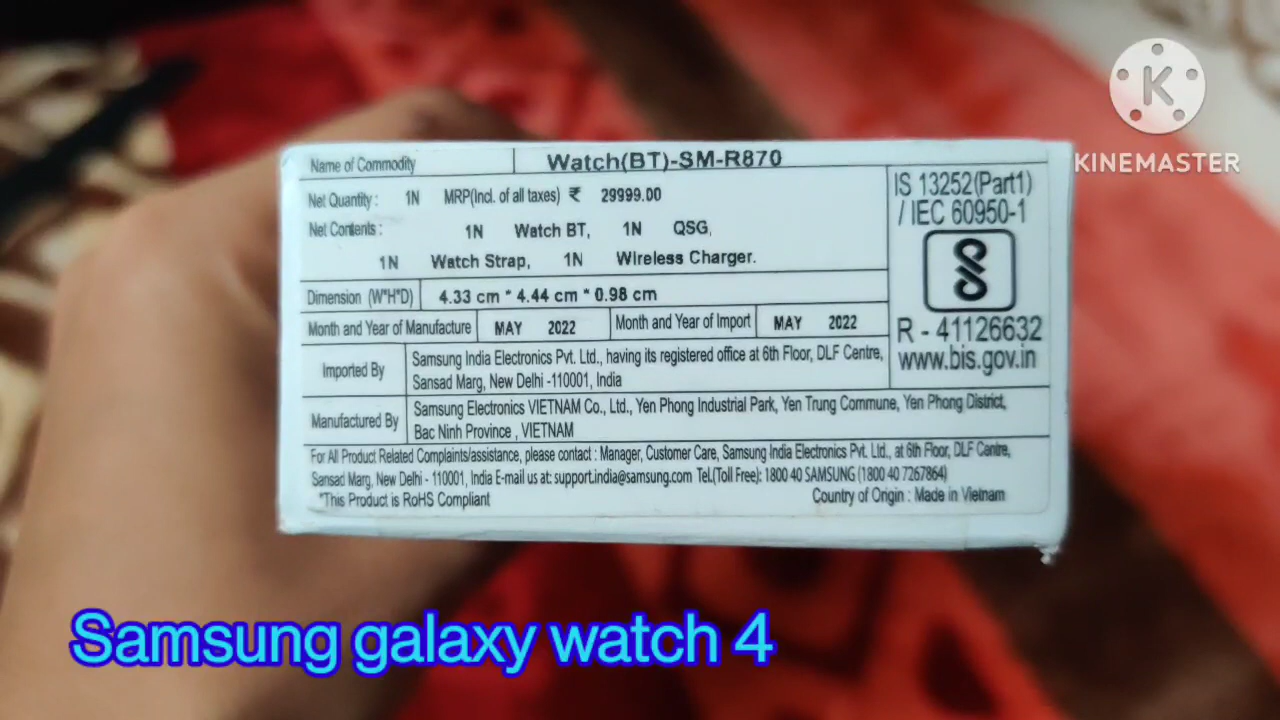 K
KINEMASTER
Name of Commodity Watch(BT)-SM-R870
Net Quantity : 1N MRP(Incl. of all taxes) ₹ 29999.00
Net Contents : 1N Watch BT, 1N QSG,
1N Watch Strap, 1N Wireless Charger.
Dimension (W*H*D) 4.33 cm * 4.44 cm * 0.98 cm
Month and Year of Manufacture MAY 2022 Month and Year of Import MAY 2022
IS 13252(Part1)
/ IEC 60950-1
R - 41126632
www.bis.gov.in
Imported By Samsung India Electronics Pvt. Ltd., having its registered office at 6th Floor, DLF Centre,
Sansad Marg, New Delhi -110001, India
Manufactured By Samsung Electronics VIETNAM Co., Ltd., Yen Phong Industrial Park, Yen Trung Commune, Yen Phong District,
Bac Ninh Province , VIETNAM
For All Product Related Complaints/assistance, please contact : Manager, Customer Care, Samsung India Electronics Pvt. Ltd., at 6th Floor, DLF Centre,
Sansad Marg, New Delhi - 110001, India E-mail us at: support.india@samsung.com Tel.(Toll Free): 1800 40 SAMSUNG (1800 40 7267864)
*This Product is RoHS Compliant Country of Origin : Made in Vietnam
Samsung galaxy watch 4